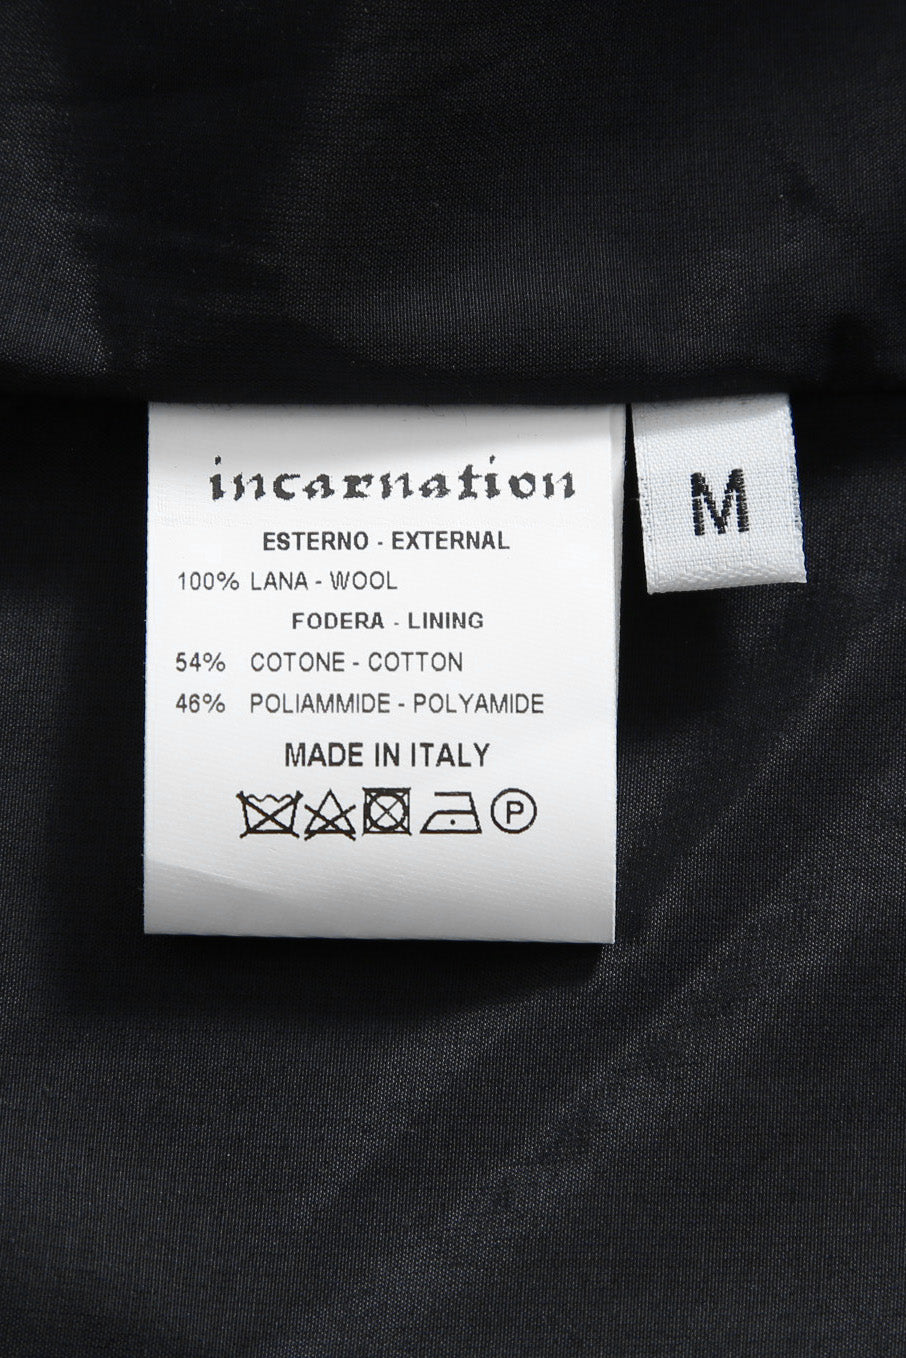 incarnation
ESTERNO - EXTERNAL
100% LANA - WOOL
FODERA - LINING
54% COTONE - COTTON
46% POLIAMMIDE - POLYAMIDE
MADE IN ITALY
P
M